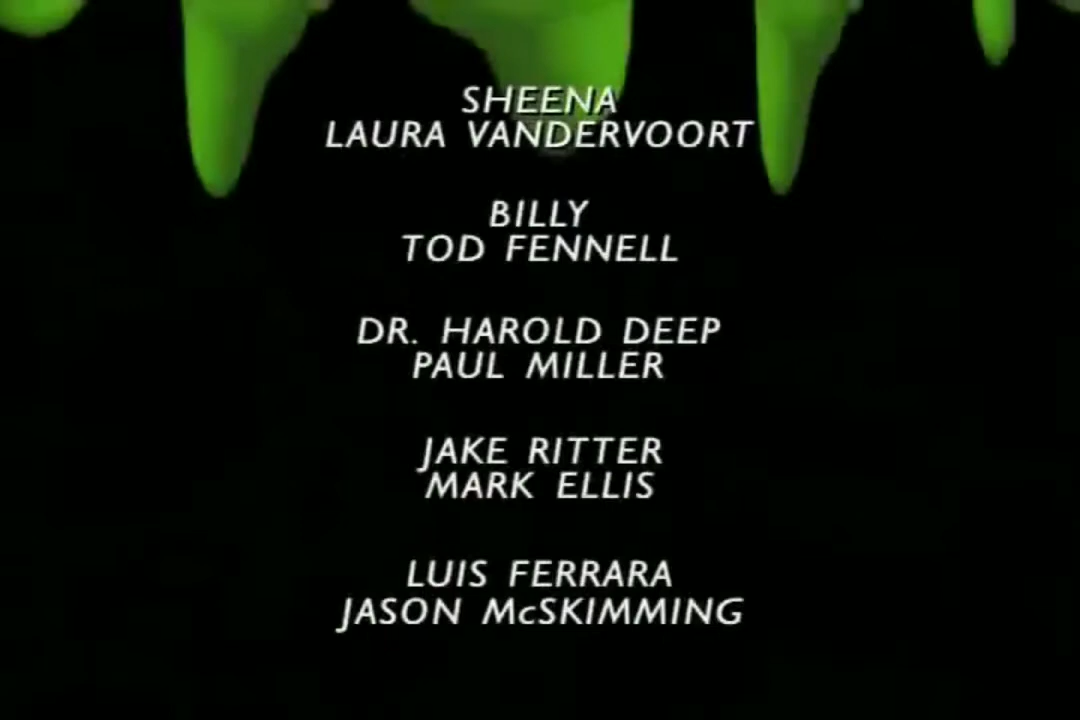 SHEENA
LAURA VANDERVOORT
BILLY
TOD FENNELL
DR. HAROLD DEEP
PAUL MILLER
JAKE RITTER
MARK ELLIS
LUIS FERRARA
JASON McSKIMMING